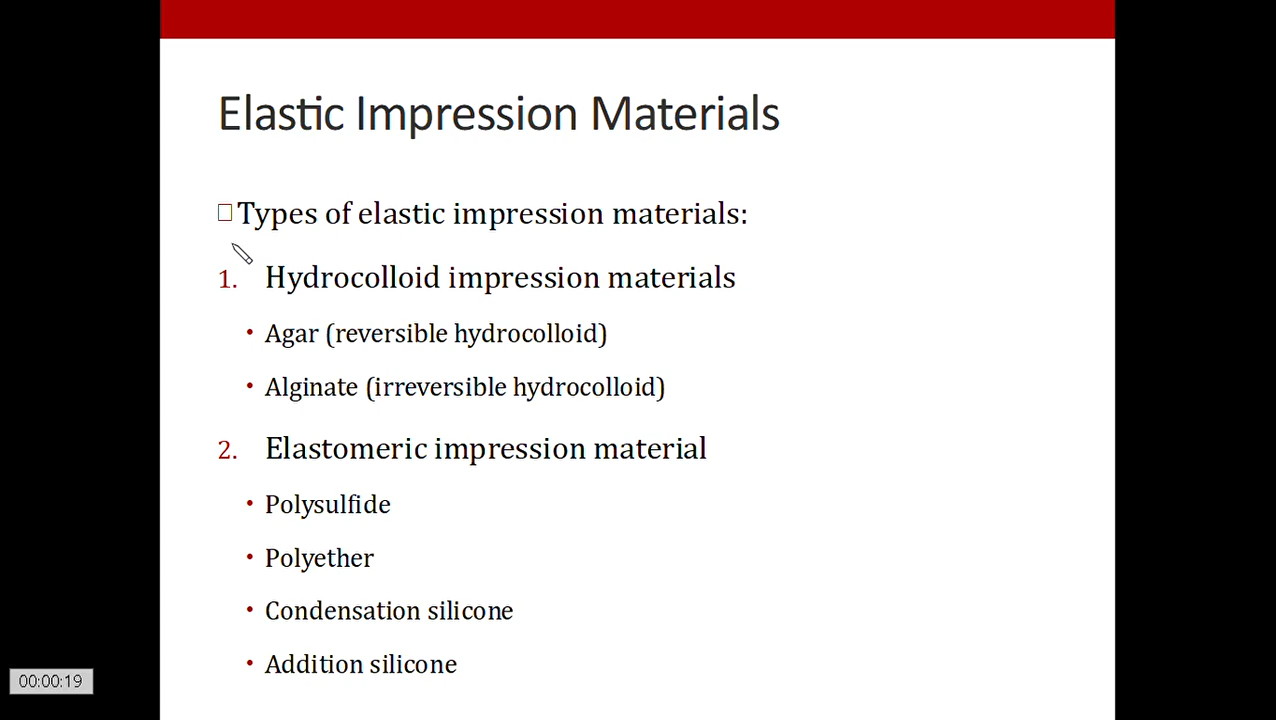 Elastic Impression Materials
Types of elastic impression materials:
1. Hydrocolloid impression materials
• Agar (reversible hydrocolloid)
• Alginate (irreversible hydrocolloid)
2. Elastomeric impression material
• Polysulfide
• Polyether
• Condensation silicone
• Addition silicone
00:00:19